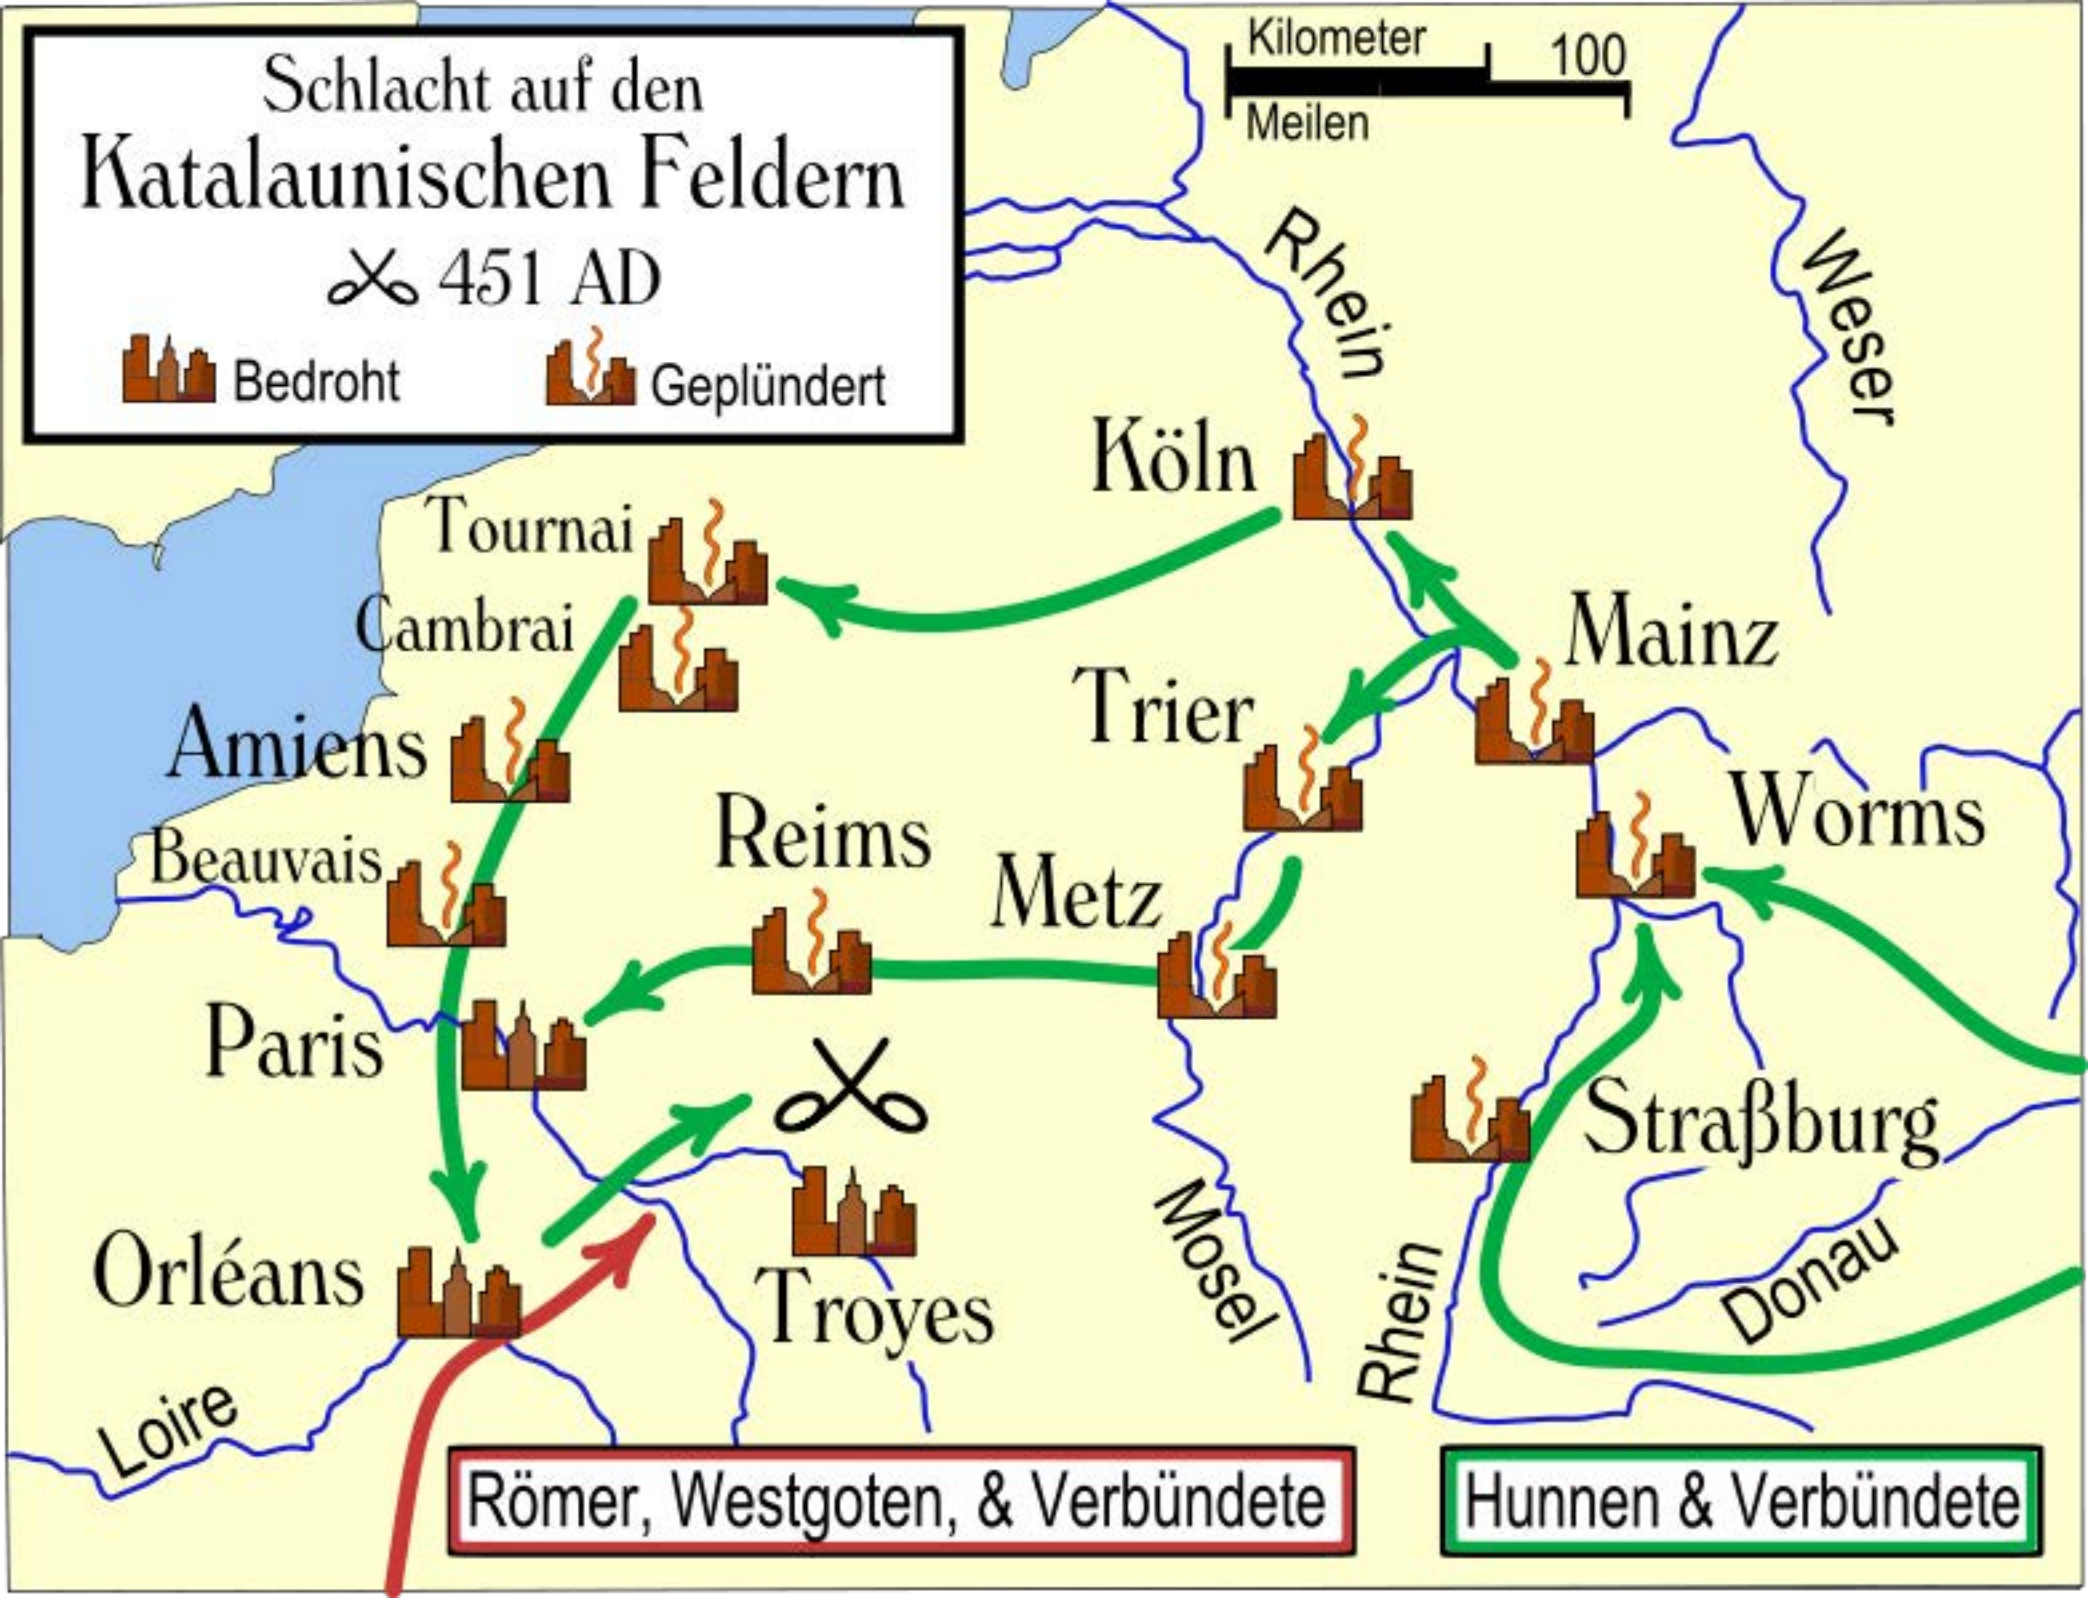 Schlacht auf den
Katalaunischen Feldern
451 AD
Bedroht
Geplündert
Kilometer
100
Meilen
Rhein
Weser
Köln
Tournai
Cambrai
Mainz
Trier
Amiens
Worms
Reims
Beauvais
Metz
Paris
Straßburg
Mosel
Orléans
Troyes
Donau
Rhein
Loire
Römer, Westgoten, & Verbündete
Hunnen & Verbündete